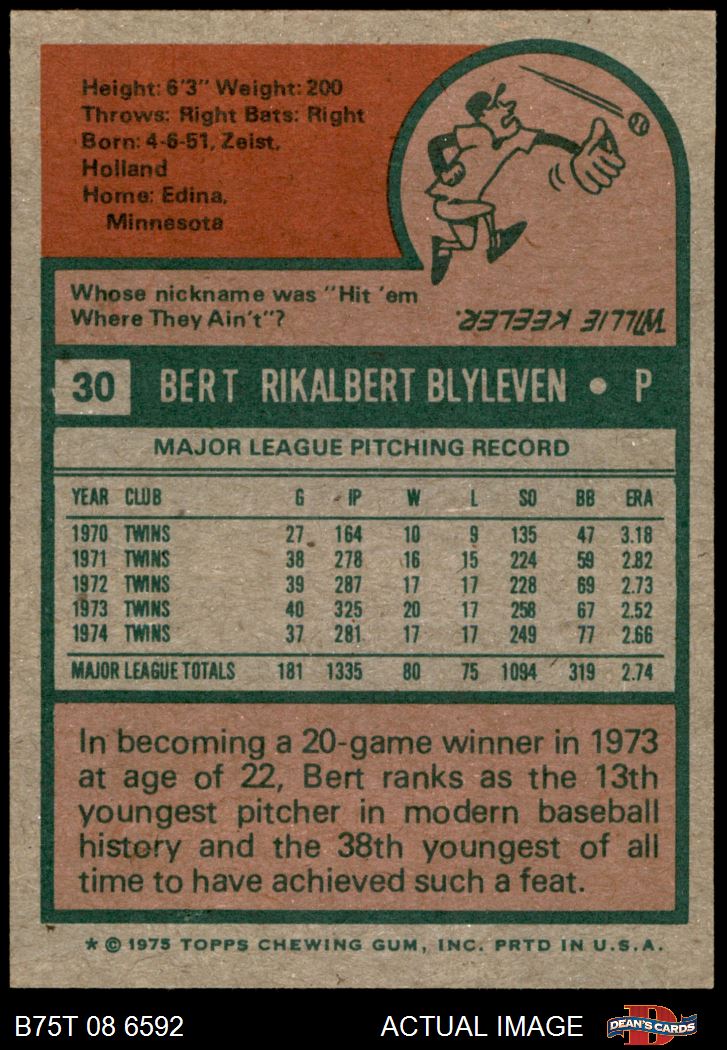 Height: 6'3" Weight: 200
Throws: Right Bats: Right
Born: 4-6-51, Zeist,
Holland
Home: Edina,
Minnesota
Whose nickname was "Hit 'em
Where They Ain't"?
WILLIE KEELER.
30 BERT RIKALBERT BLYLEVEN • P
MAJOR LEAGUE PITCHING RECORD
YEAR CLUB G IP W L SO BB ERA
1970 TWINS 27 164 10 9 135 47 3.18
1971 TWINS 38 278 16 15 224 59 2.82
1972 TWINS 39 287 17 17 228 69 2.73
1973 TWINS 40 325 20 17 258 67 2.52
1974 TWINS 37 281 17 17 249 77 2.66
MAJOR LEAGUE TOTALS 181 1335 80 75 1094 319 2.74
In becoming a 20-game winner in 1973
at age of 22, Bert ranks as the 13th
youngest pitcher in modern baseball
history and the 38th youngest of all
time to have achieved such a feat.
* © 1975 TOPPS CHEWING GUM, INC. PRTD IN U.S.A.
B75T 08 6592 ACTUAL IMAGE
D
DEAN'S CARDS